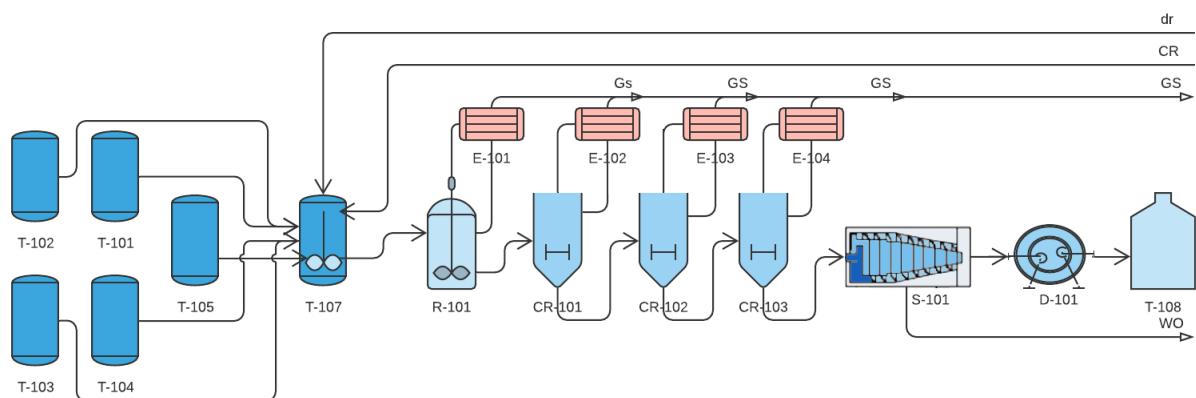 dr
CR
Gs GS GS GS
E-101 E-102 E-103 E-104
T-102 T-101
T-105 T-107 R-101 CR-101 CR-102 CR-103 S-101 D-101 T-108
WO
T-103 T-104